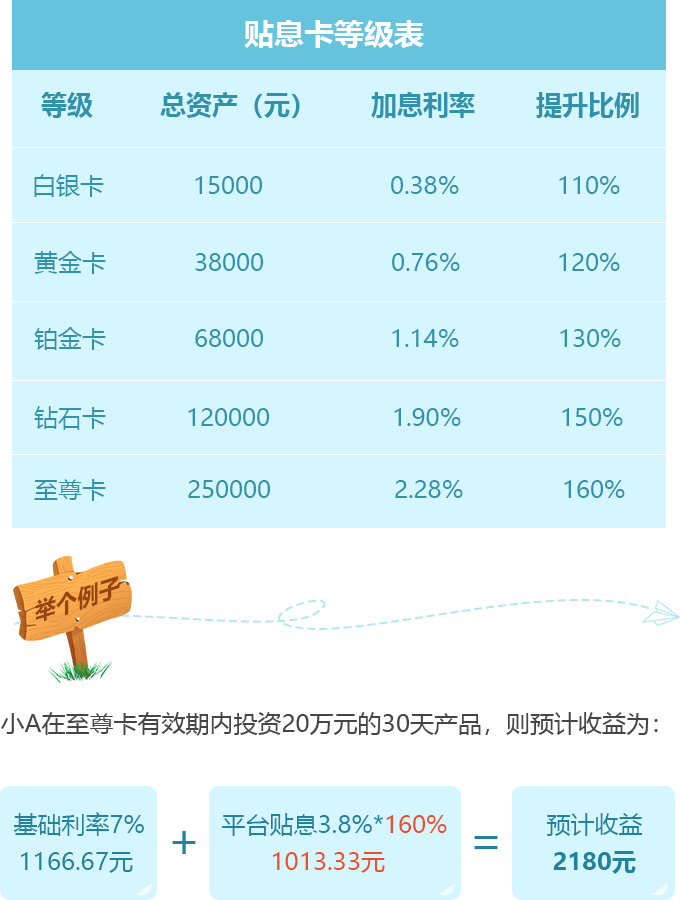 贴息卡等级表
等级 总资产（元） 加息利率 提升比例
白银卡 15000 0.38% 110%
黄金卡 38000 0.76% 120%
铂金卡 68000 1.14% 130%
钻石卡 120000 1.90% 150%
至尊卡 250000 2.28% 160%
举个例子
小A在至尊卡有效期内投资20万元的30天产品，则预计收益为：
基础利率7% + 平台贴息3.8%*160% = 预计收益
1166.67元 1013.33元 2180元